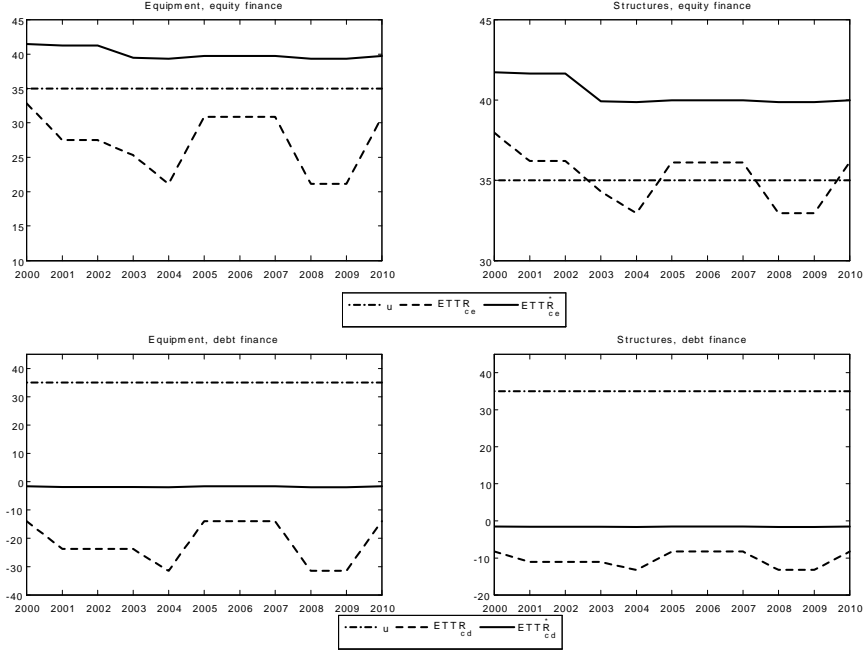 Equipment, equity finance
45
40
35
30
25
20
15
10
2000 2001 2002 2003 2004 2005 2006 2007 2008 2009 2010
Structures, equity finance
45
40
35
30
2000 2001 2002 2003 2004 2005 2006 2007 2008 2009 2010
u ETTR ce ETTR* ce
Equipment, debt finance
40
30
20
10
0
-10
-20
-30
-40
2000 2001 2002 2003 2004 2005 2006 2007 2008 2009 2010
Structures, debt finance
40
30
20
10
0
-10
-20
2000 2001 2002 2003 2004 2005 2006 2007 2008 2009 2010
u ETTR cd ETTR* cd